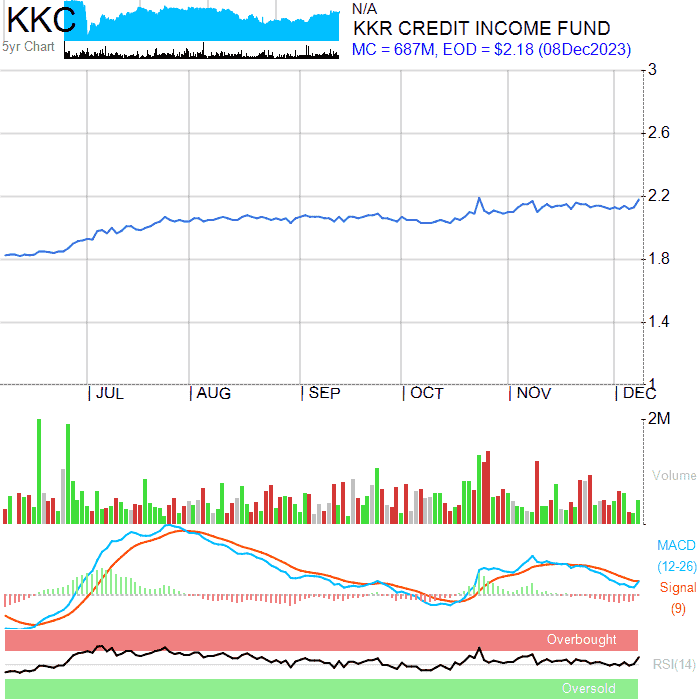 KKC
5yr Chart
N/A
KKR CREDIT INCOME FUND
MC = 687M, EOD = $2.18 (08Dec2023)
3
2.6
2.2
1.8
1.4
1
JUL AUG SEP OCT NOV DEC
2M
Volume
MACD
(12-26)
Signal
(9)
Overbought
RSI(14)
Oversold